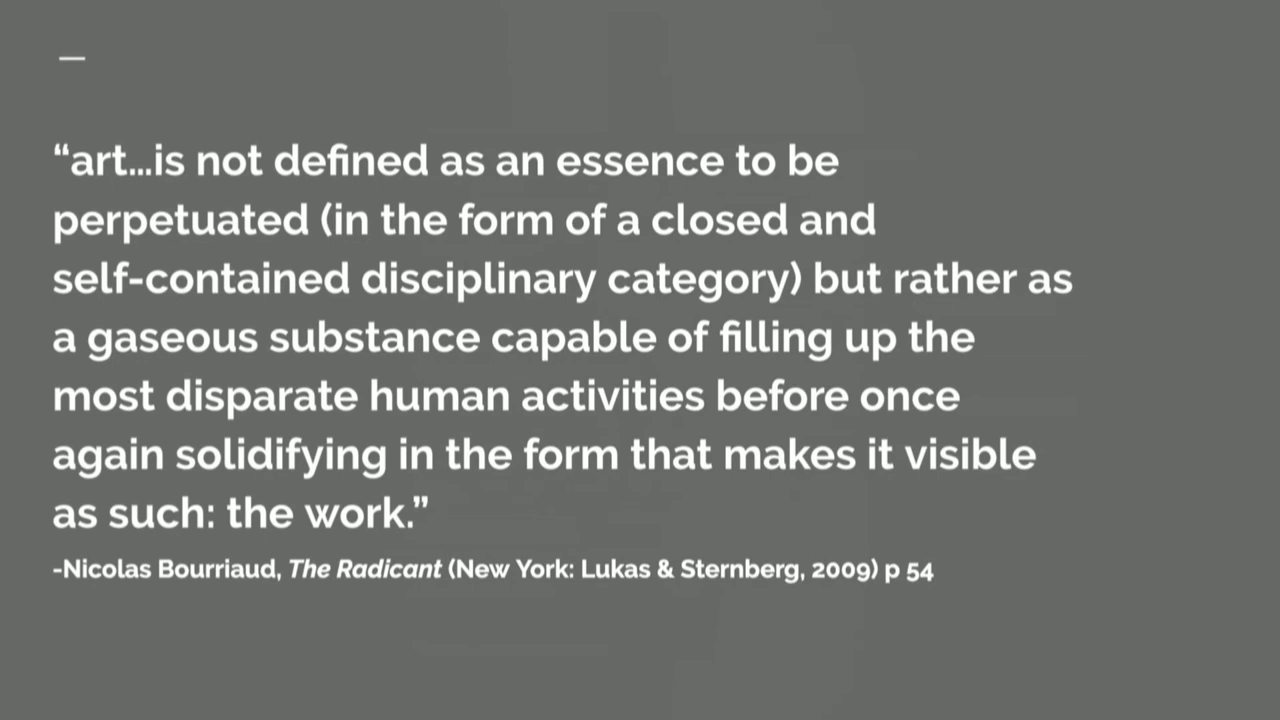 “art...is not defined as an essence to be
perpetuated (in the form of a closed and
self-contained disciplinary category) but rather as
a gaseous substance capable of filling up the
most disparate human activities before once
again solidifying in the form that makes it visible
as such: the work.”
-Nicolas Bourriaud, The Radicant (New York: Lukas & Sternberg, 2009) p 54